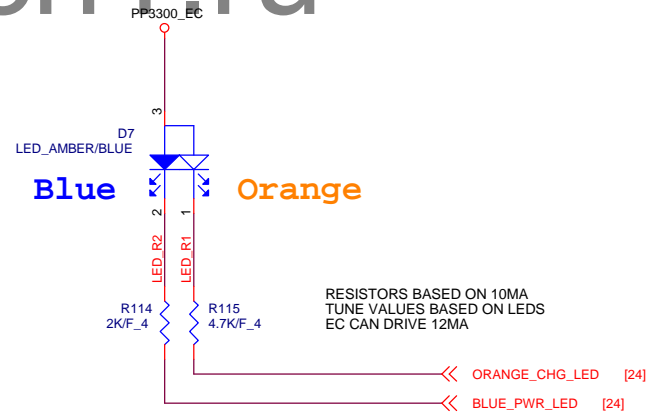 PP3300_EC
3
D7
LED_AMBER/BLUE
Blue
Orange
2
1
LED_R2
LED_R1
R114
2K/F_4
R115
4.7K/F_4
RESISTORS BASED ON 10MA
TUNE VALUES BASED ON LEDS
EC CAN DRIVE 12MA
ORANGE_CHG_LED [24]
BLUE_PWR_LED [24]